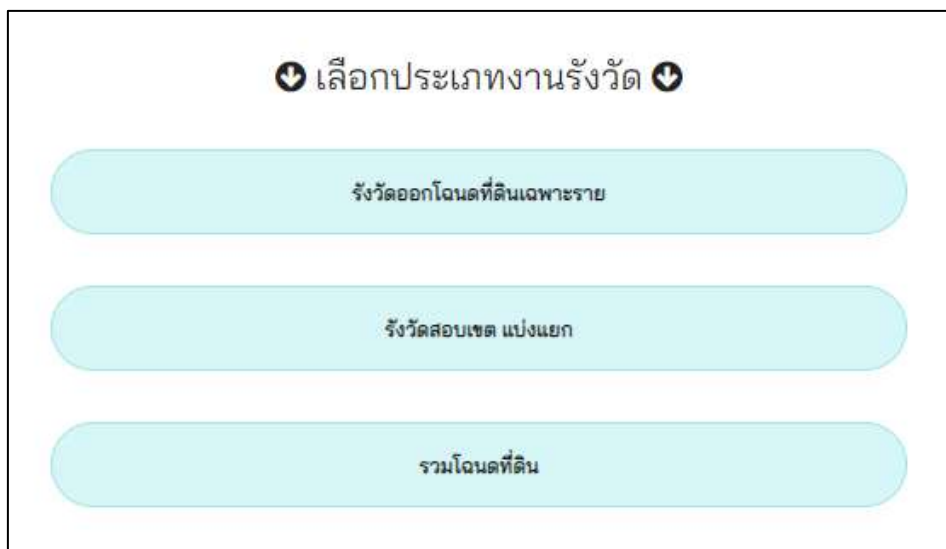 เลือกประเภทงานรังวัด
รังวัดออกโฉนดที่ดินเฉพาะราย
รังวัดสอบเขต แบ่งแยก
รวมโฉนดที่ดิน